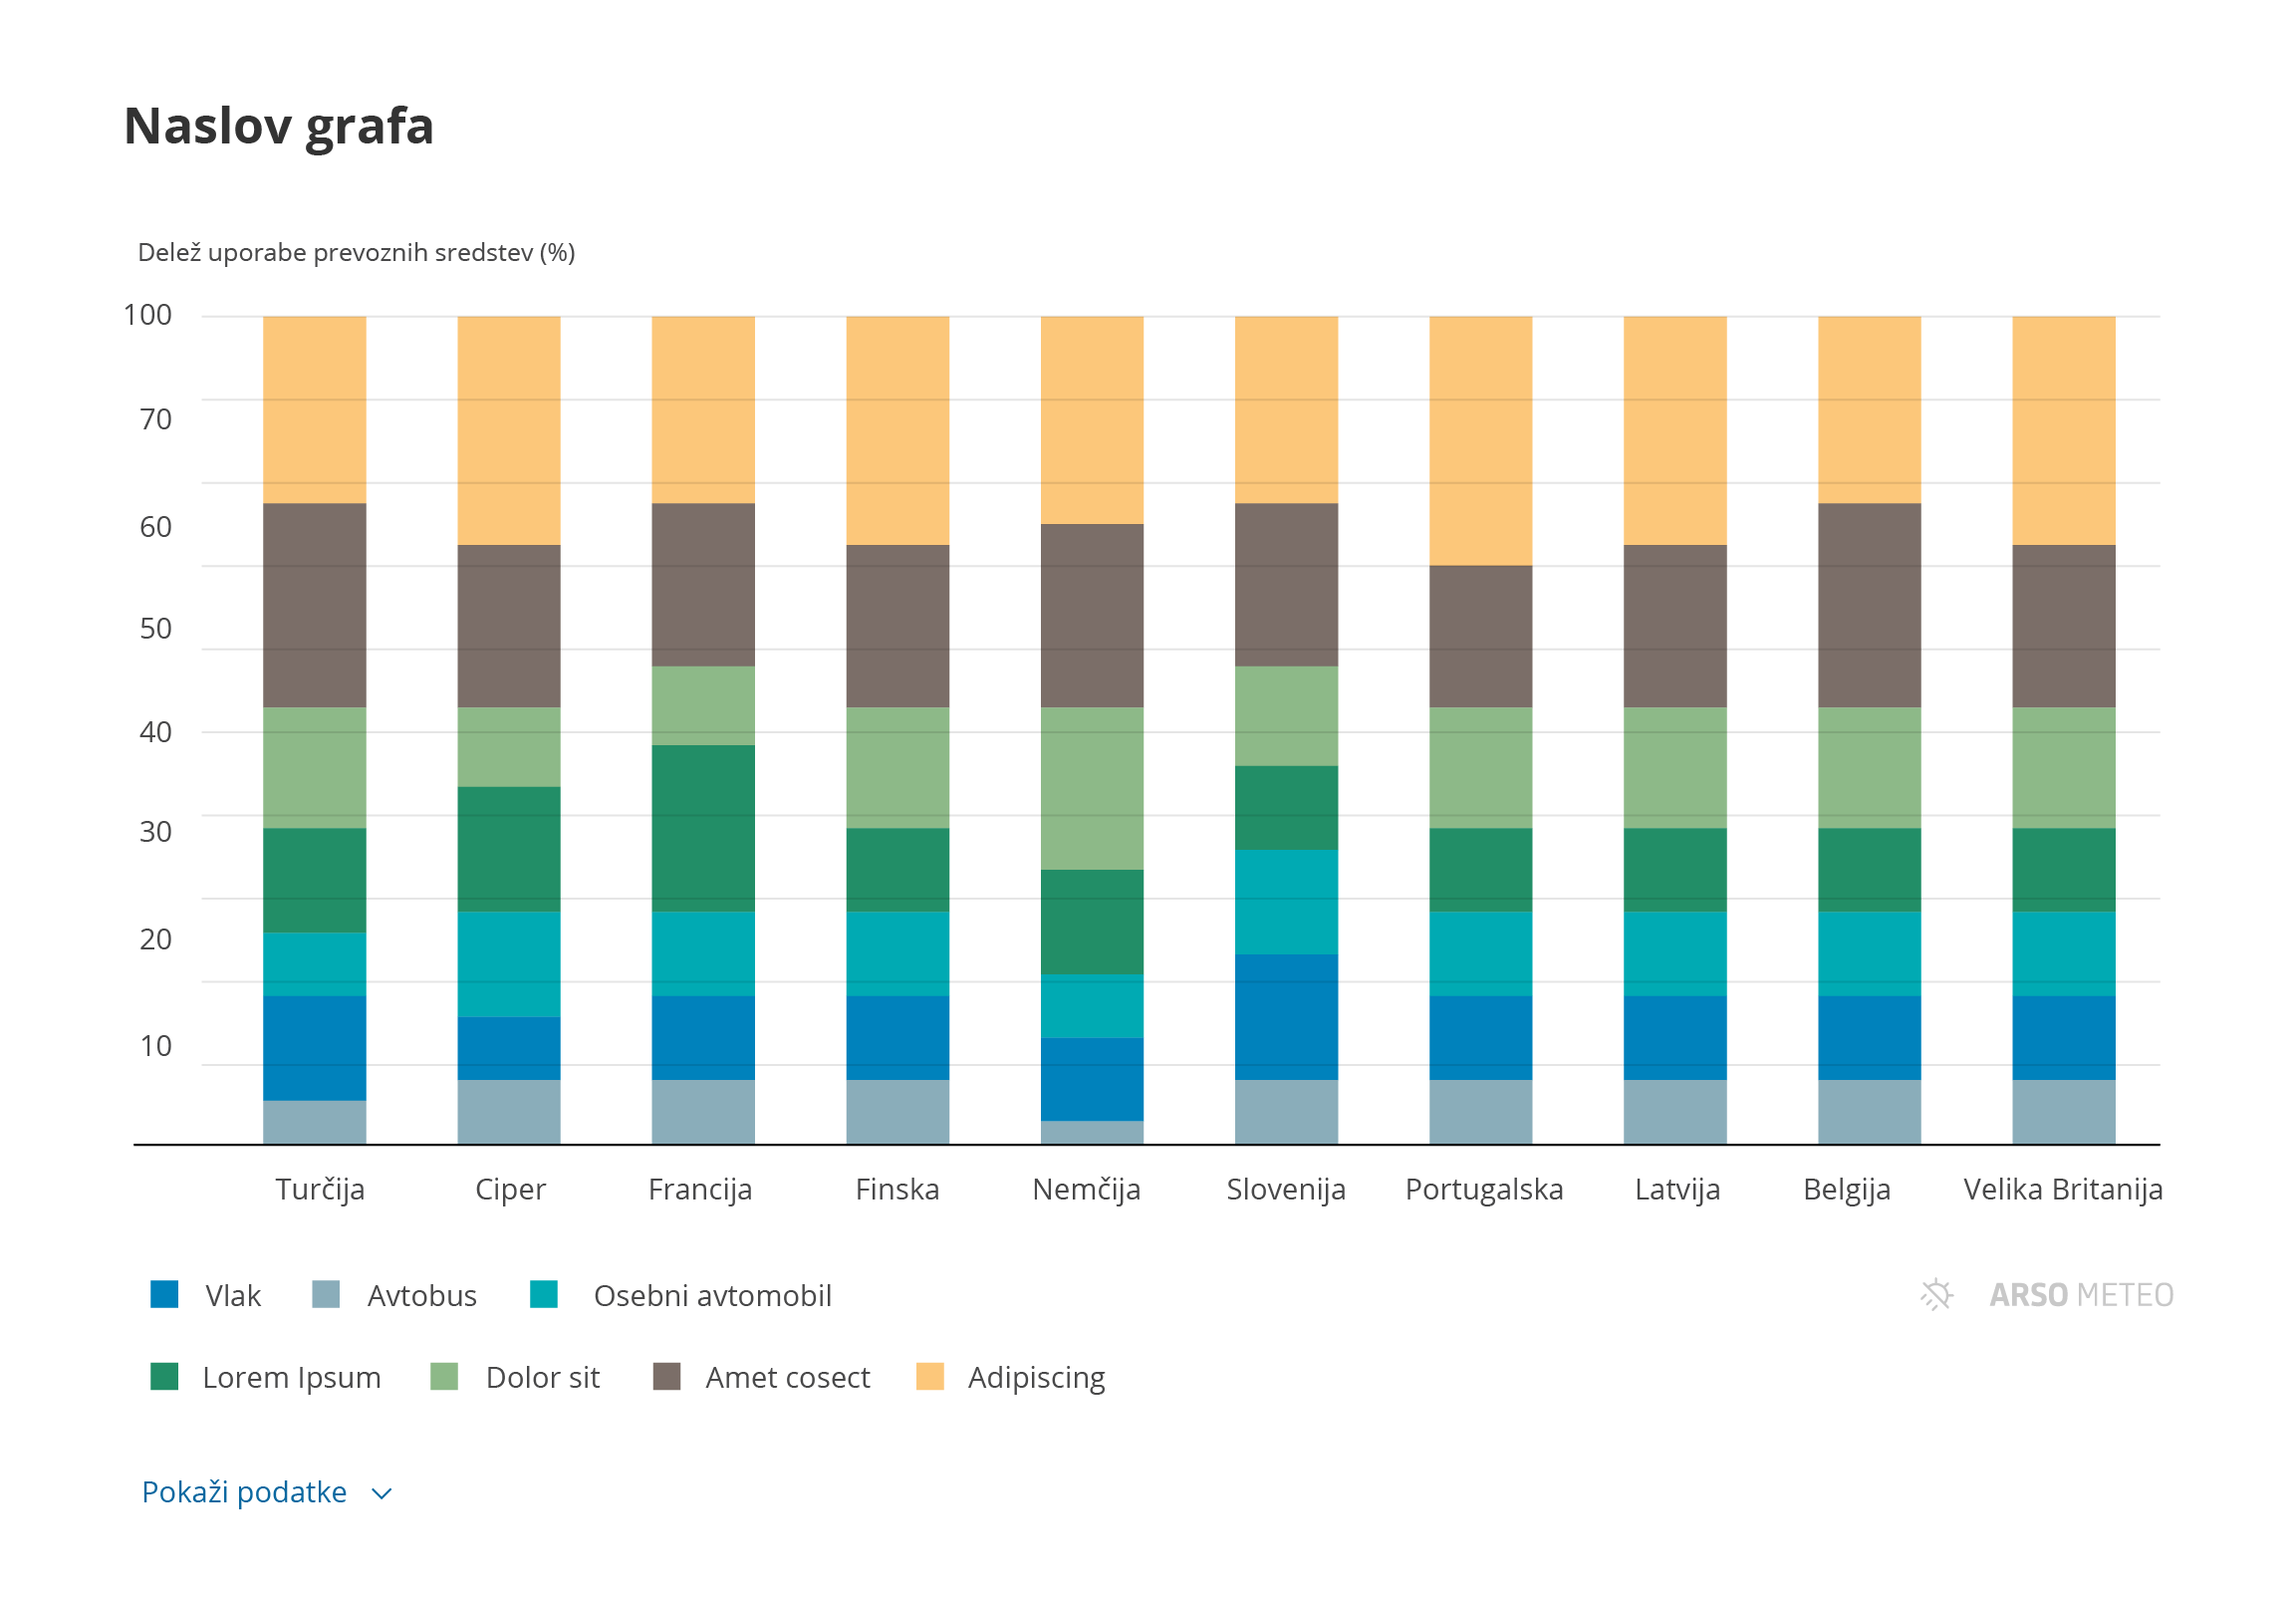 Naslov grafa
Delež uporabe prevoznih sredstev (%)
100
70
60
50
40
30
20
10
Turčija Ciper Francija Finska Nemčija Slovenija Portugalska Latvija Belgija Velika Britanija
Vlak Avtobus Osebni avtomobil
ARSO METEO
Lorem Ipsum Dolor sit Amet cosect Adipiscing
Pokaži podatke